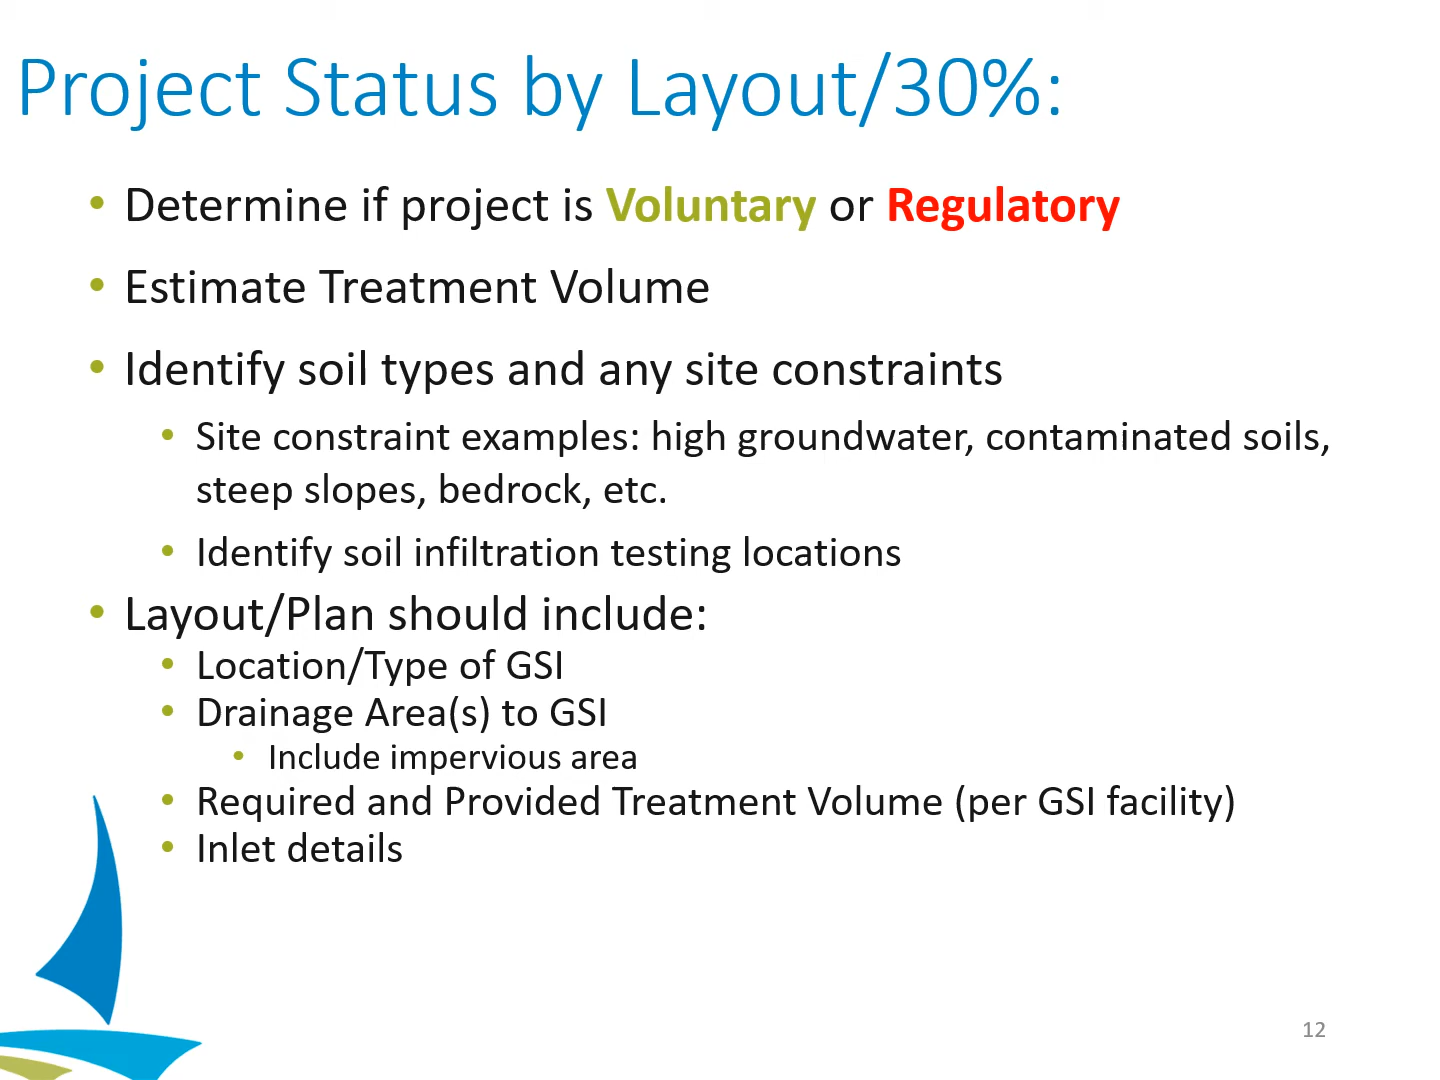 Project Status by Layout/30%:
• Determine if project is Voluntary or Regulatory
• Estimate Treatment Volume
• Identify soil types and any site constraints
• Site constraint examples: high groundwater, contaminated soils,
steep slopes, bedrock, etc.
• Identify soil infiltration testing locations
• Layout/Plan should include:
• Location/Type of GSI
• Drainage Area(s) to GSI
• Include impervious area
• Required and Provided Treatment Volume (per GSI facility)
• Inlet details
12